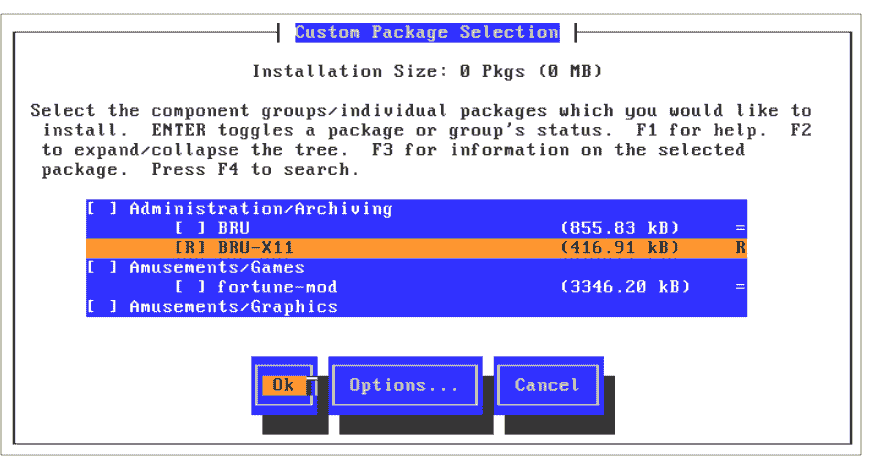 Custom Package Selection
Installation Size: 0 Pkgs (0 MB)
Select the component groups/individual packages which you would like to
install. ENTER toggles a package or group's status. F1 for help. F2
to expand/collapse the tree. F3 for information on the selected
package. Press F4 to search.
[ ] Administration/Archiving
[ ] BRU (855.83 kB) =
[R] BRU-X11 (416.91 kB) R
[ ] Amusements/Games
[ ] fortune-mod (3346.20 kB) =
[ ] Amusements/Graphics
Ok Options... Cancel